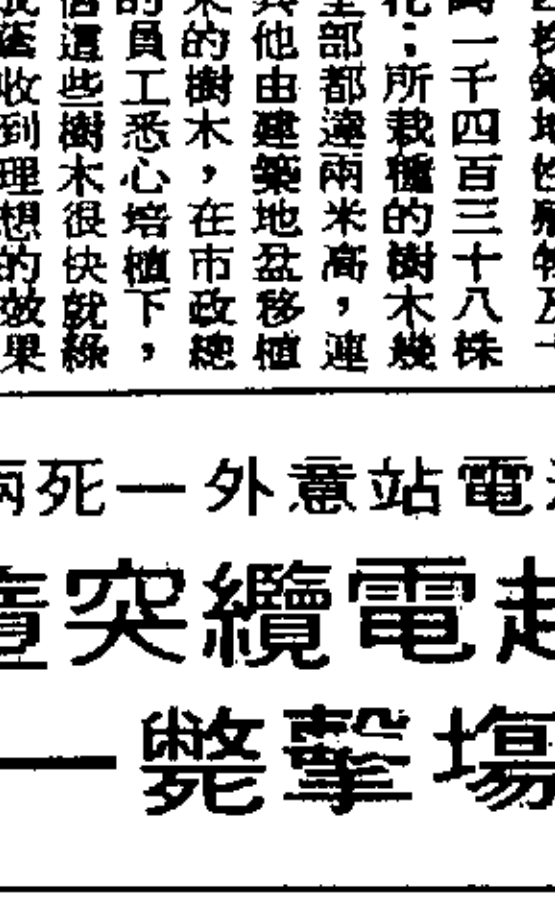 萬一千四百三十八株
化；所栽種的樹木幾
全部都達兩米高，連
其他由建築地盆移植
來的樹木，在市政總
的員工悉心培植下，
這些樹木很快就綠
蔭收到理想的效果
電站意外一死兩
電纜突
場擊斃一